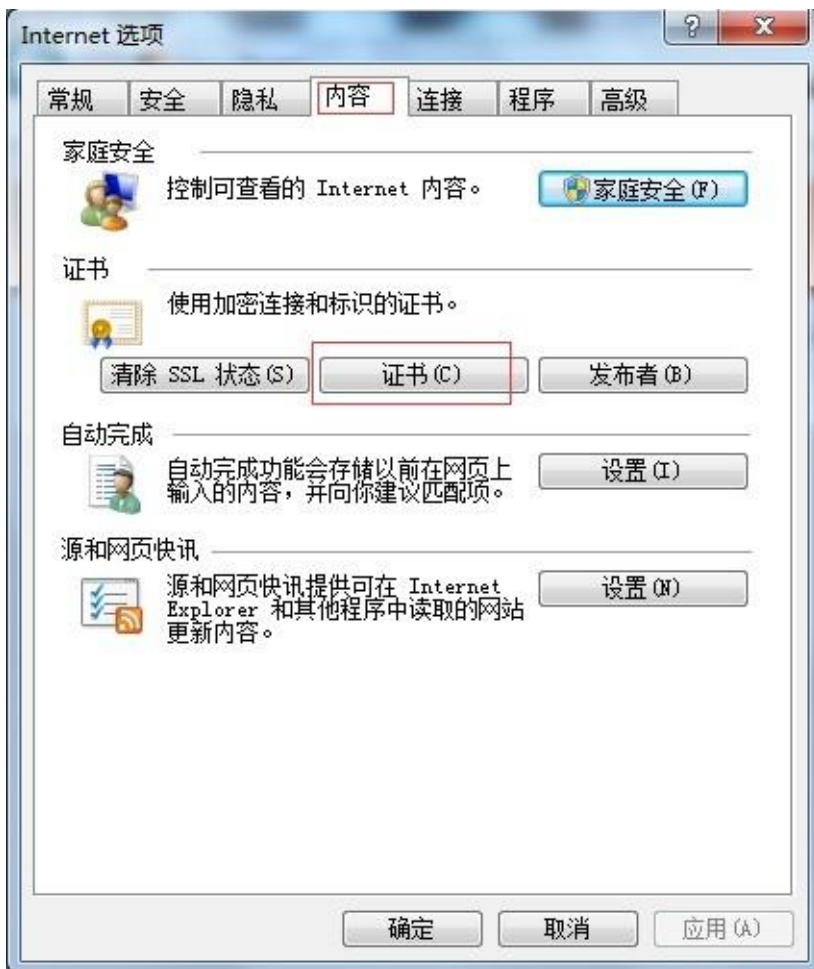 Internet 选项
常规 安全 隐私 内容 连接 程序 高级
家庭安全
控制可查看的 Internet 内容。
家庭安全(F)
证书
使用加密连接和标识的证书。
清除 SSL 状态(S) 证书(C) 发布者(B)
自动完成
自动完成功能会存储以前在网页上
输入的内容，并向你建议匹配项。
设置(I)
源和网页快讯
源和网页快讯提供可在 Internet
Explorer 和其他程序中读取的网站
更新内容。
设置(N)
确定 取消 应用(A)